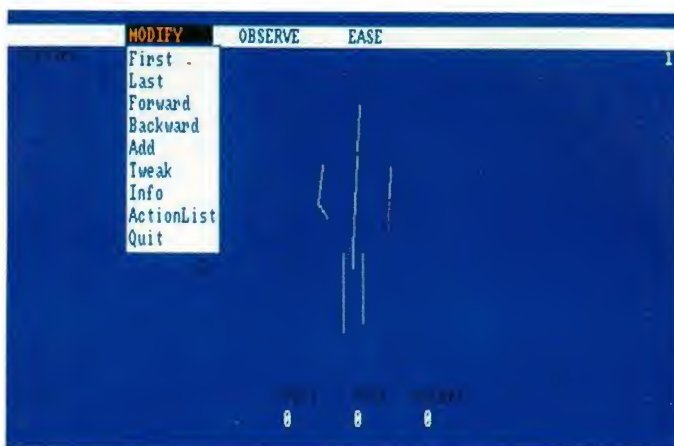 MODIFY OBSERVE EASE
1
First
Last
Forward
Backward
Add
Tweak
Info
ActionList
Quit
0 0 0